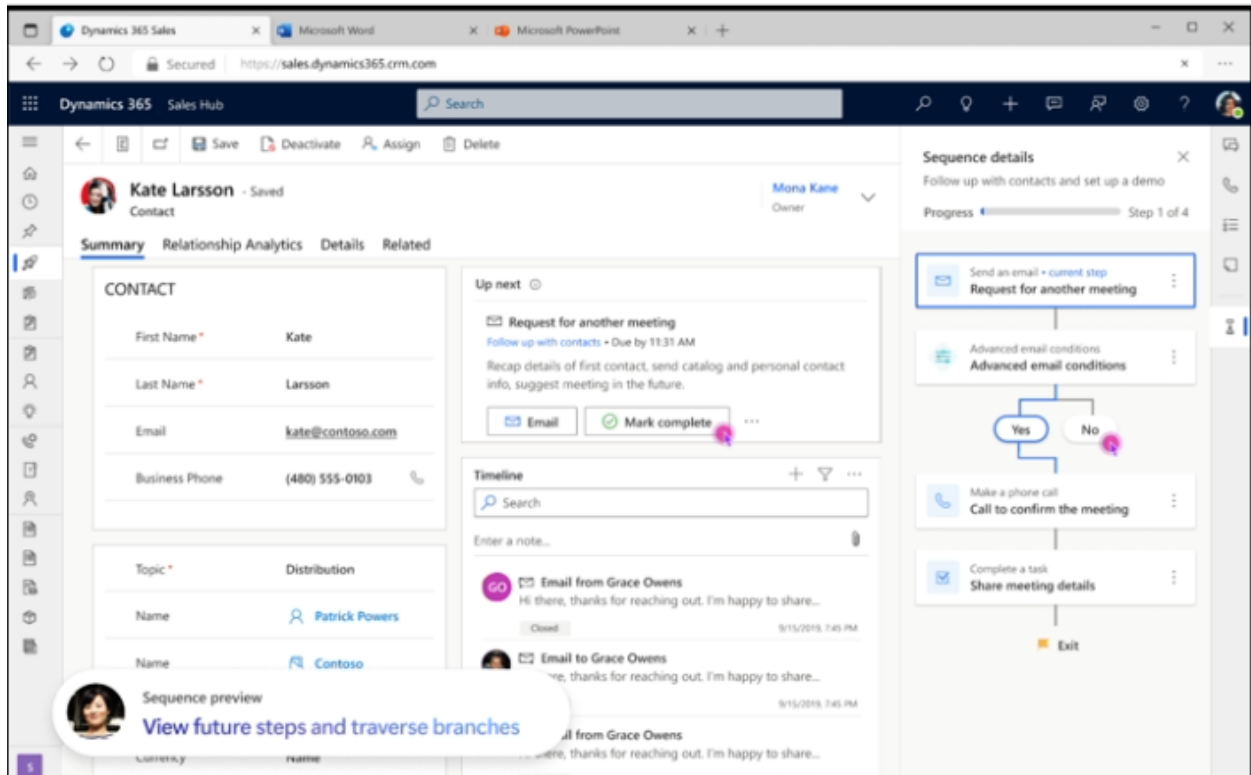 Dynamics 365 Sales
Microsoft Word
Microsoft PowerPoint
Secured
https://sales.dynamics365.crm.com
Dynamics 365 Sales Hub
Search
Save Deactivate Assign Delete
Kate Larsson - Saved
Contact
Mona Kane
Owner
Summary Relationship Analytics Details Related
CONTACT
First Name* Kate
Last Name* Larsson
Email kate@contoso.com
Business Phone (480) 555-0103
Topic* Distribution
Name Patrick Powers
Name Contoso
Currency Name
Up next
Request for another meeting
Follow up with contacts • Due by 11:31 AM
Recap details of first contact, send catalog and personal contact
info, suggest meeting in the future.
Email Mark complete
Timeline
Search
Enter a note...
GO
Email from Grace Owens
Hi there, thanks for reaching out. I'm happy to share...
Closed 9/15/2019, 7:45 PM
Email to Grace Owens
thanks for reaching out. I'm happy to share...
9/15/2019, 7:45 PM
from Grace Owens
thanks for reaching out. I'm happy to share...
Sequence details
Follow up with contacts and set up a demo
Progress Step 1 of 4
Send an email • current step
Request for another meeting
Advanced email conditions
Advanced email conditions
Yes No
Make a phone call
Call to confirm the meeting
Complete a task
Share meeting details
Exit
Sequence preview
View future steps and traverse branches
S